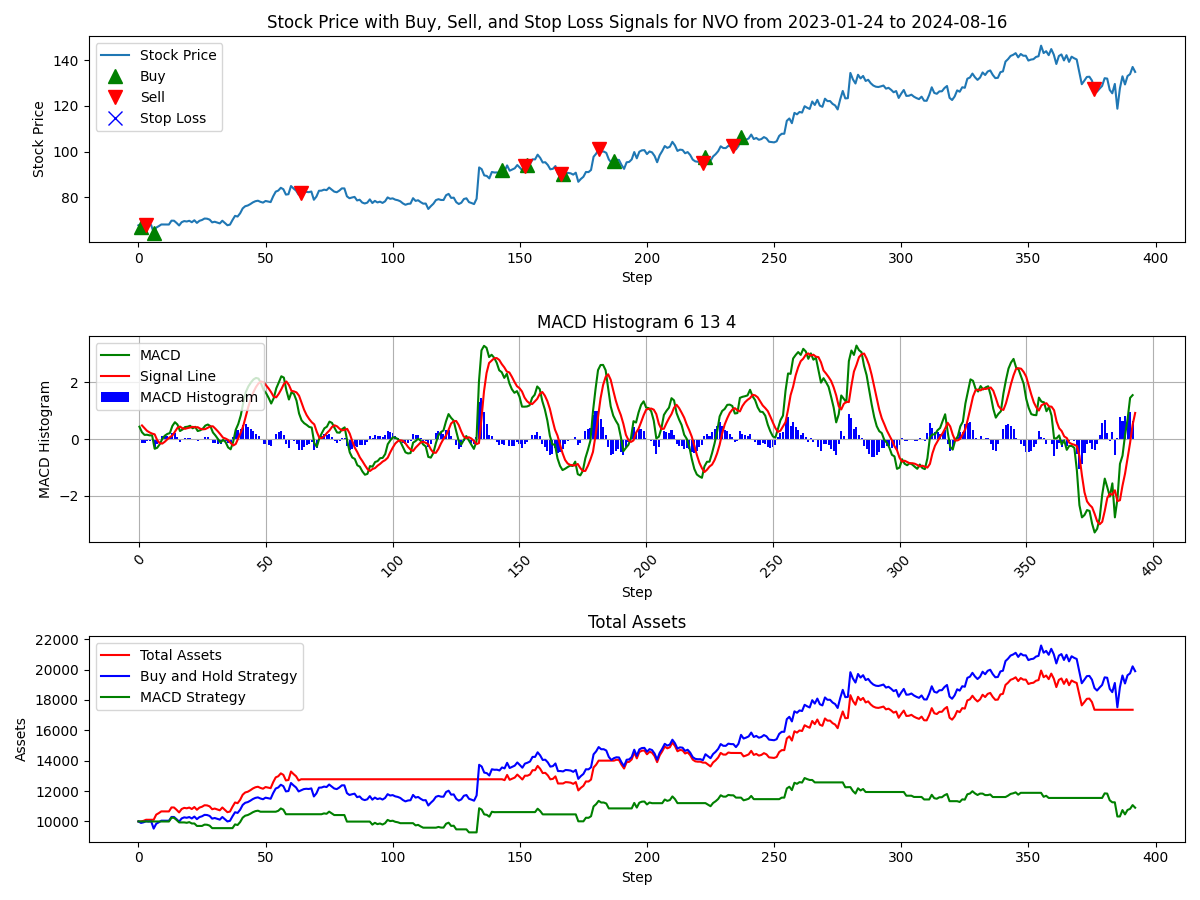 Stock Price with Buy, Sell, and Stop Loss Signals for NVO from 2023-01-24 to 2024-08-16
Stock Price
Buy
Sell
Stop Loss
Stock Price
140
120
100
80
0 50 100 150 200 250 300 350 400
Step
MACD Histogram 6 13 4
MACD
Signal Line
MACD Histogram
MACD Histogram
2
0
−2
0 50 100 150 200 250 300 350 400
Step
Total Assets
Total Assets
Buy and Hold Strategy
MACD Strategy
Assets
22000
20000
18000
16000
14000
12000
10000
0 50 100 150 200 250 300 350 400
Step